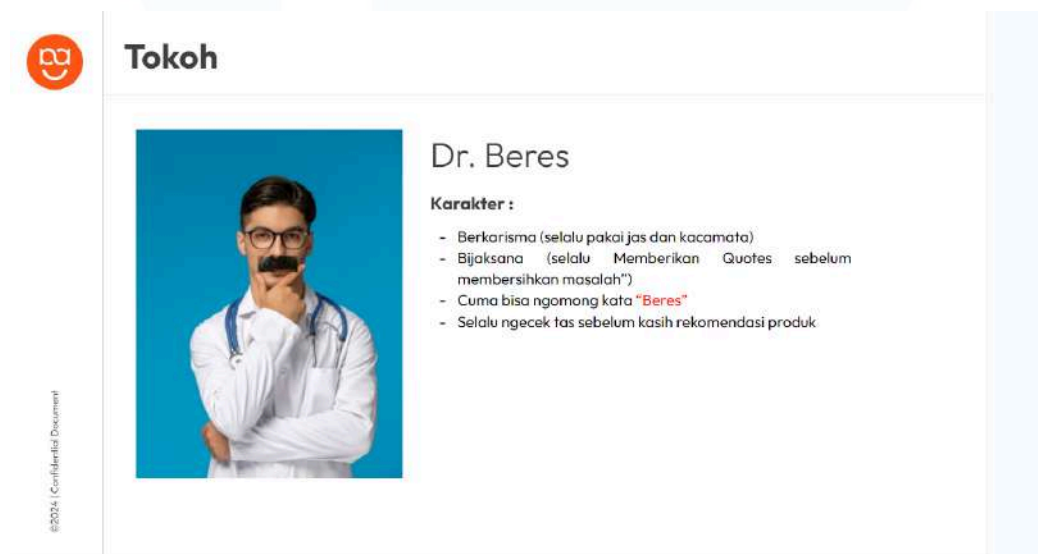 Tokoh
Dr. Beres
Karakter :
- Berkarisma (selalu pakai jas dan kacamata)
- Bijaksana (selalu Memberikan Quotes sebelum
membersihkan masalah")
- Cuma bisa ngomong kata "Beres"
- Selalu ngecek tas sebelum kasih rekomendasi produk
©2024 | Confidential Document